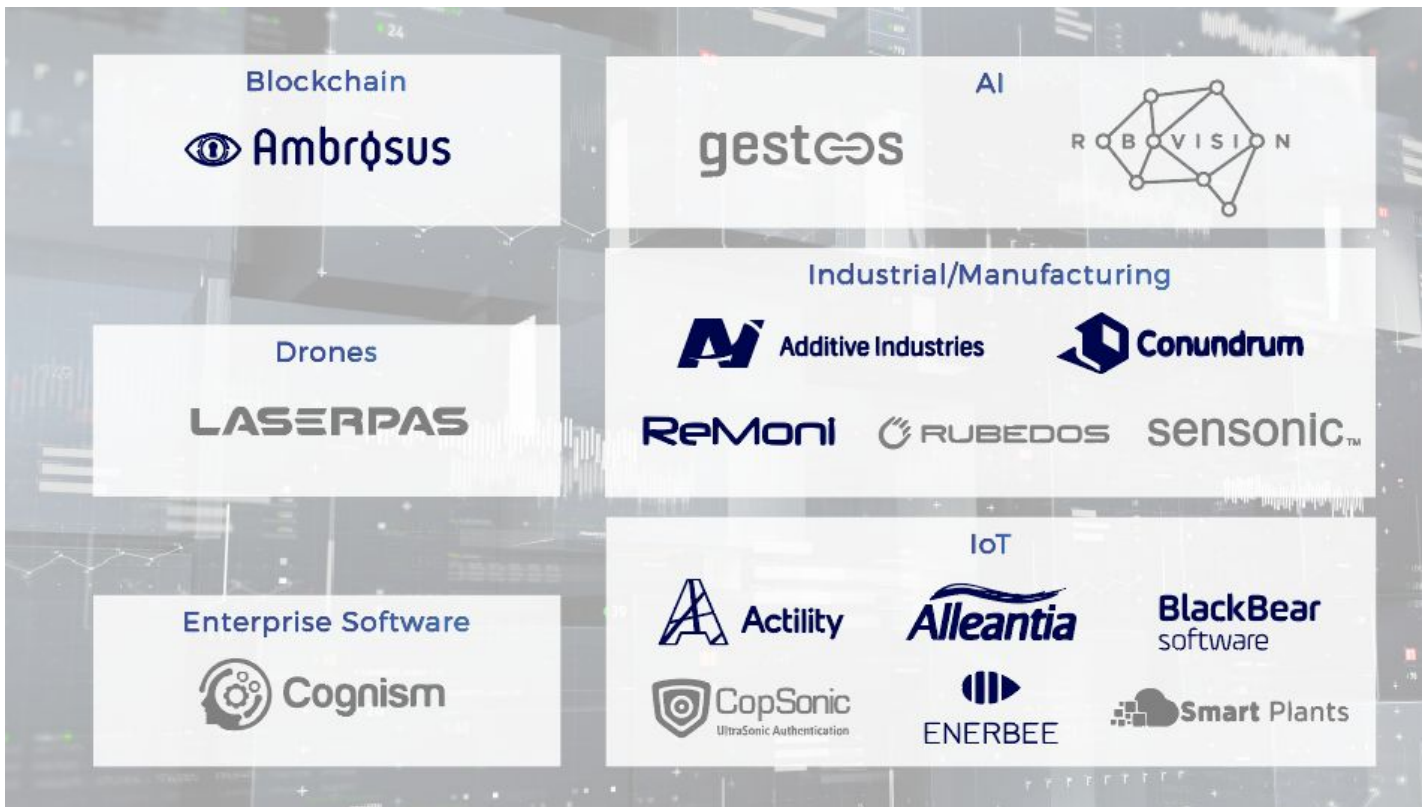 Blockchain
Ambrosus
AI
gestoos
ROBOVISION
Industrial/Manufacturing
Additive Industries
Conundrum
ReMoni
RUBEDOS
sensonic™
Drones
LASERPAS
IoT
Actility
Alleantia
BlackBear
software
CopSonic
UltraSonic Authentication
ENERBEE
Smart Plants
Enterprise Software
Cognism
24